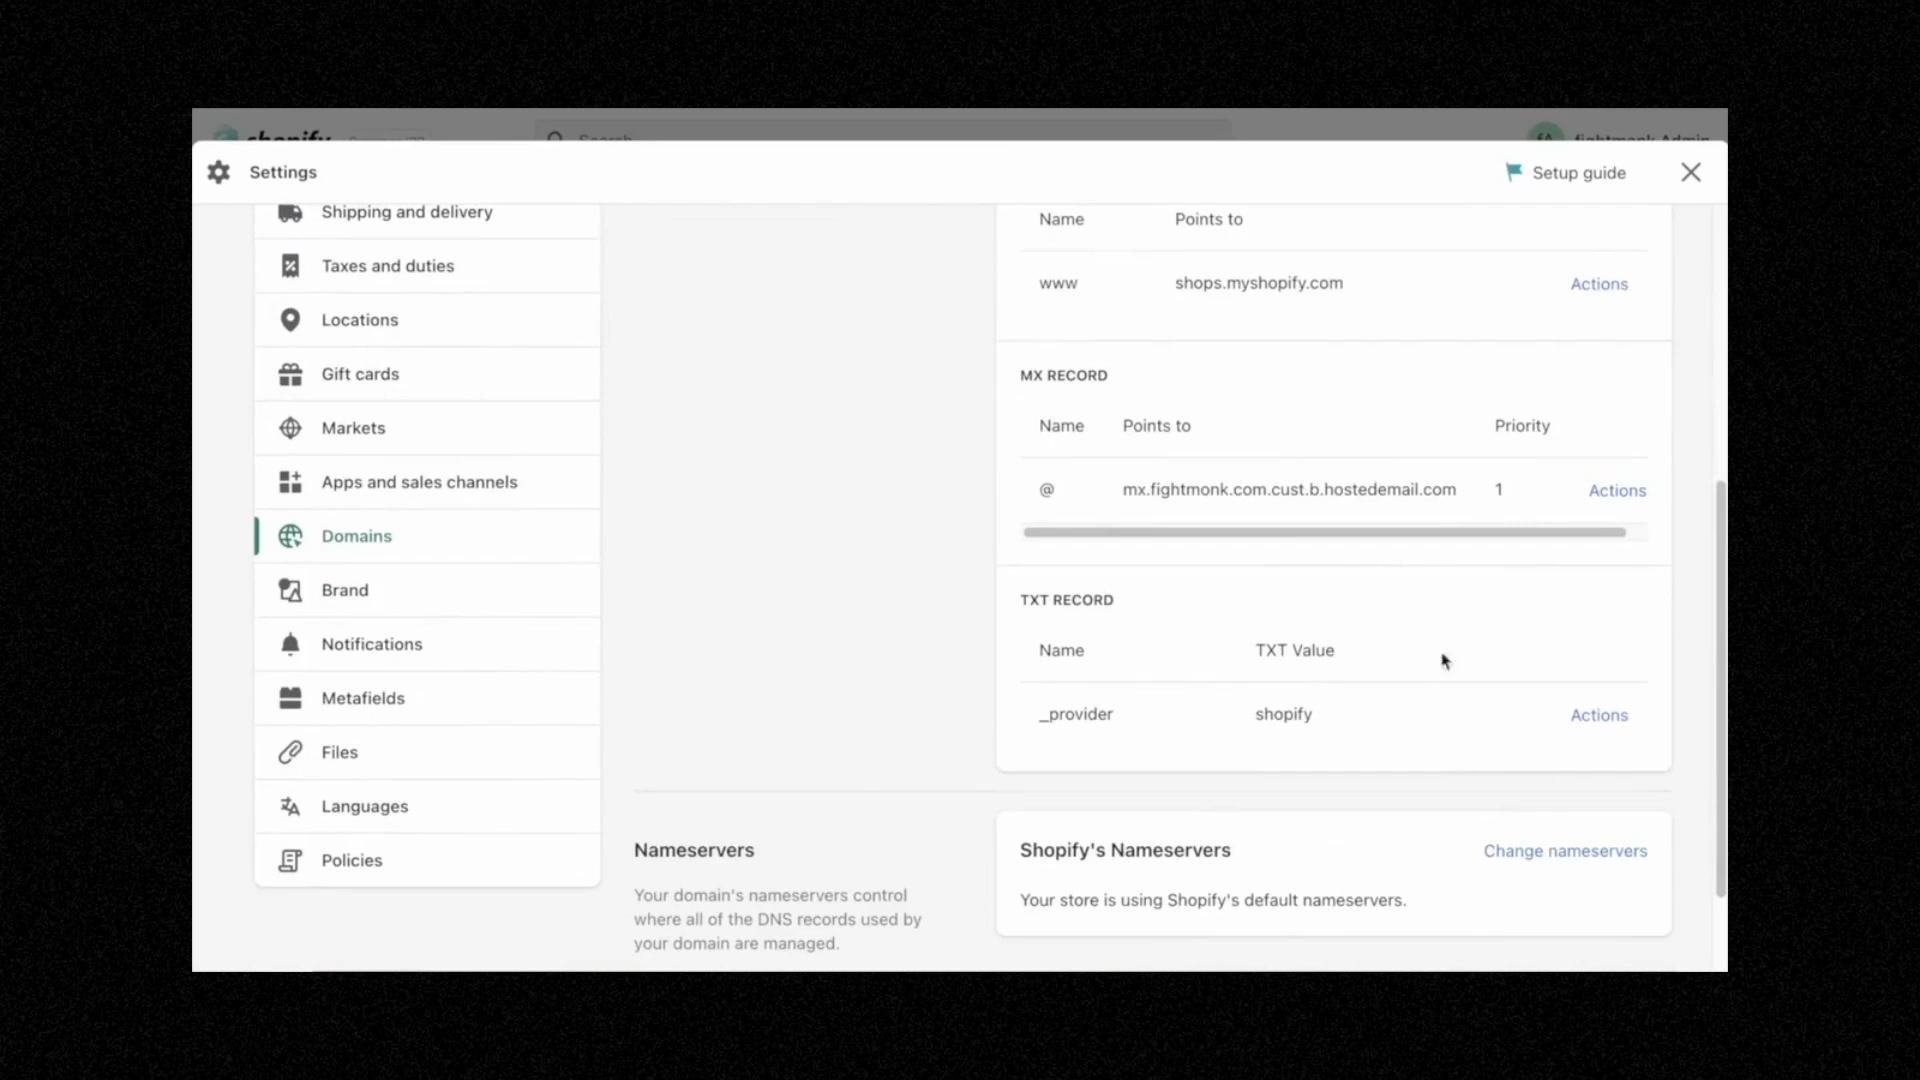 shopify
Search
fightmonk Admin
Settings
Setup guide
Shipping and delivery
Taxes and duties
Locations
Gift cards
Markets
Apps and sales channels
Domains
Brand
Notifications
Metafields
Files
Languages
Policies
Name Points to
www shops.myshopify.com Actions
MX RECORD
Name Points to Priority
@ mx.fightmonk.com.cust.b.hostedemail.com 1 Actions
TXT RECORD
Name TXT Value
_provider shopify Actions
Nameservers
Your domain's nameservers control
where all of the DNS records used by
your domain are managed.
Shopify's Nameservers Change nameservers
Your store is using Shopify's default nameservers.